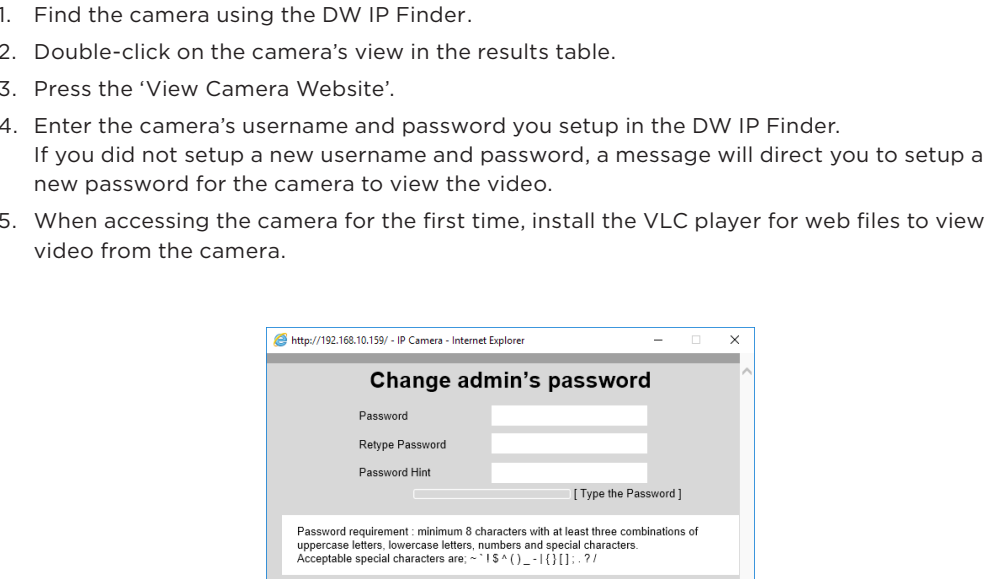 1. Find the camera using the DW IP Finder.
2. Double-click on the camera’s view in the results table.
3. Press the ‘View Camera Website’.
4. Enter the camera’s username and password you setup in the DW IP Finder.
If you did not setup a new username and password, a message will direct you to setup a
new password for the camera to view the video.
5. When accessing the camera for the first time, install the VLC player for web files to view
video from the camera.
http://192.168.10.159/ - IP Camera - Internet Explorer
Change admin’s password
Password
Retype Password
Password Hint
[ Type the Password ]
Password requirement : minimum 8 characters with at least three combinations of
uppercase letters, lowercase letters, numbers and special characters.
Acceptable special characters are; ~ ` ! $ ^ ( ) _ - | { } [ ] ; . ? /